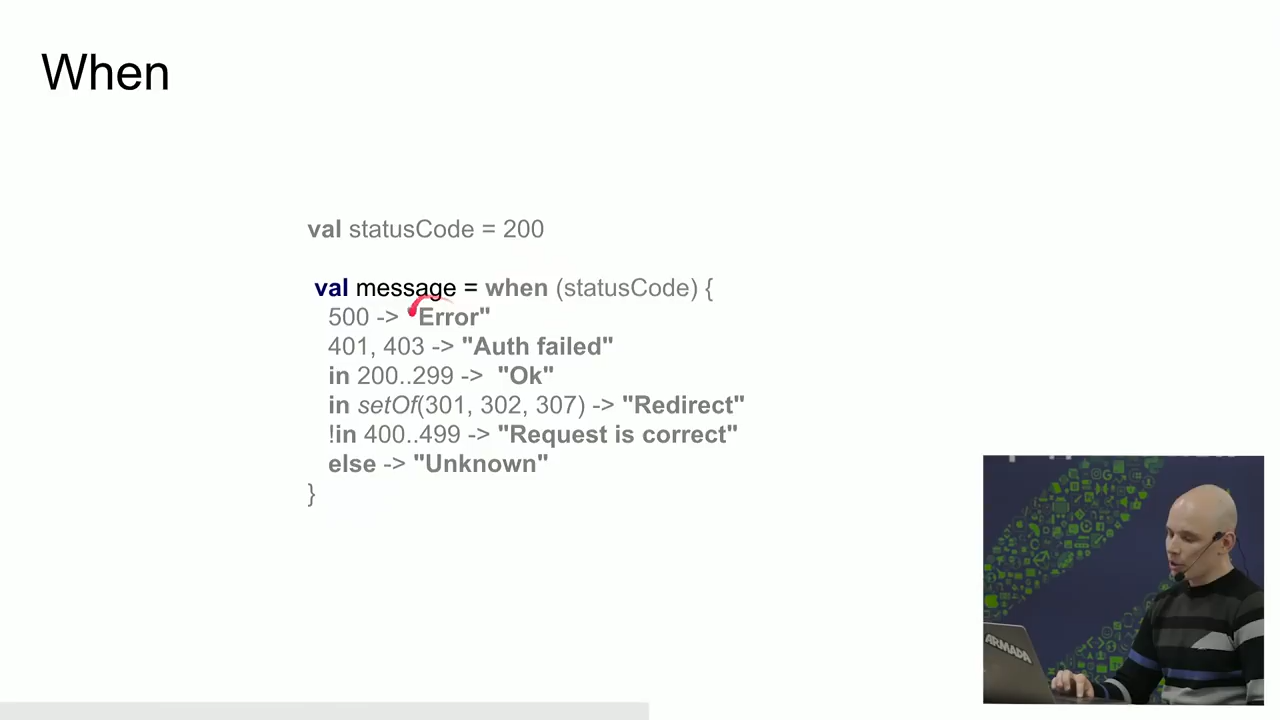 When
val statusCode = 200
val message = when (statusCode) {
500 -> "Error"
401, 403 -> "Auth failed"
in 200..299 -> "Ok"
in setOf(301, 302, 307) -> "Redirect"
!in 400..499 -> "Request is correct"
else -> "Unknown"
}
ARMADA